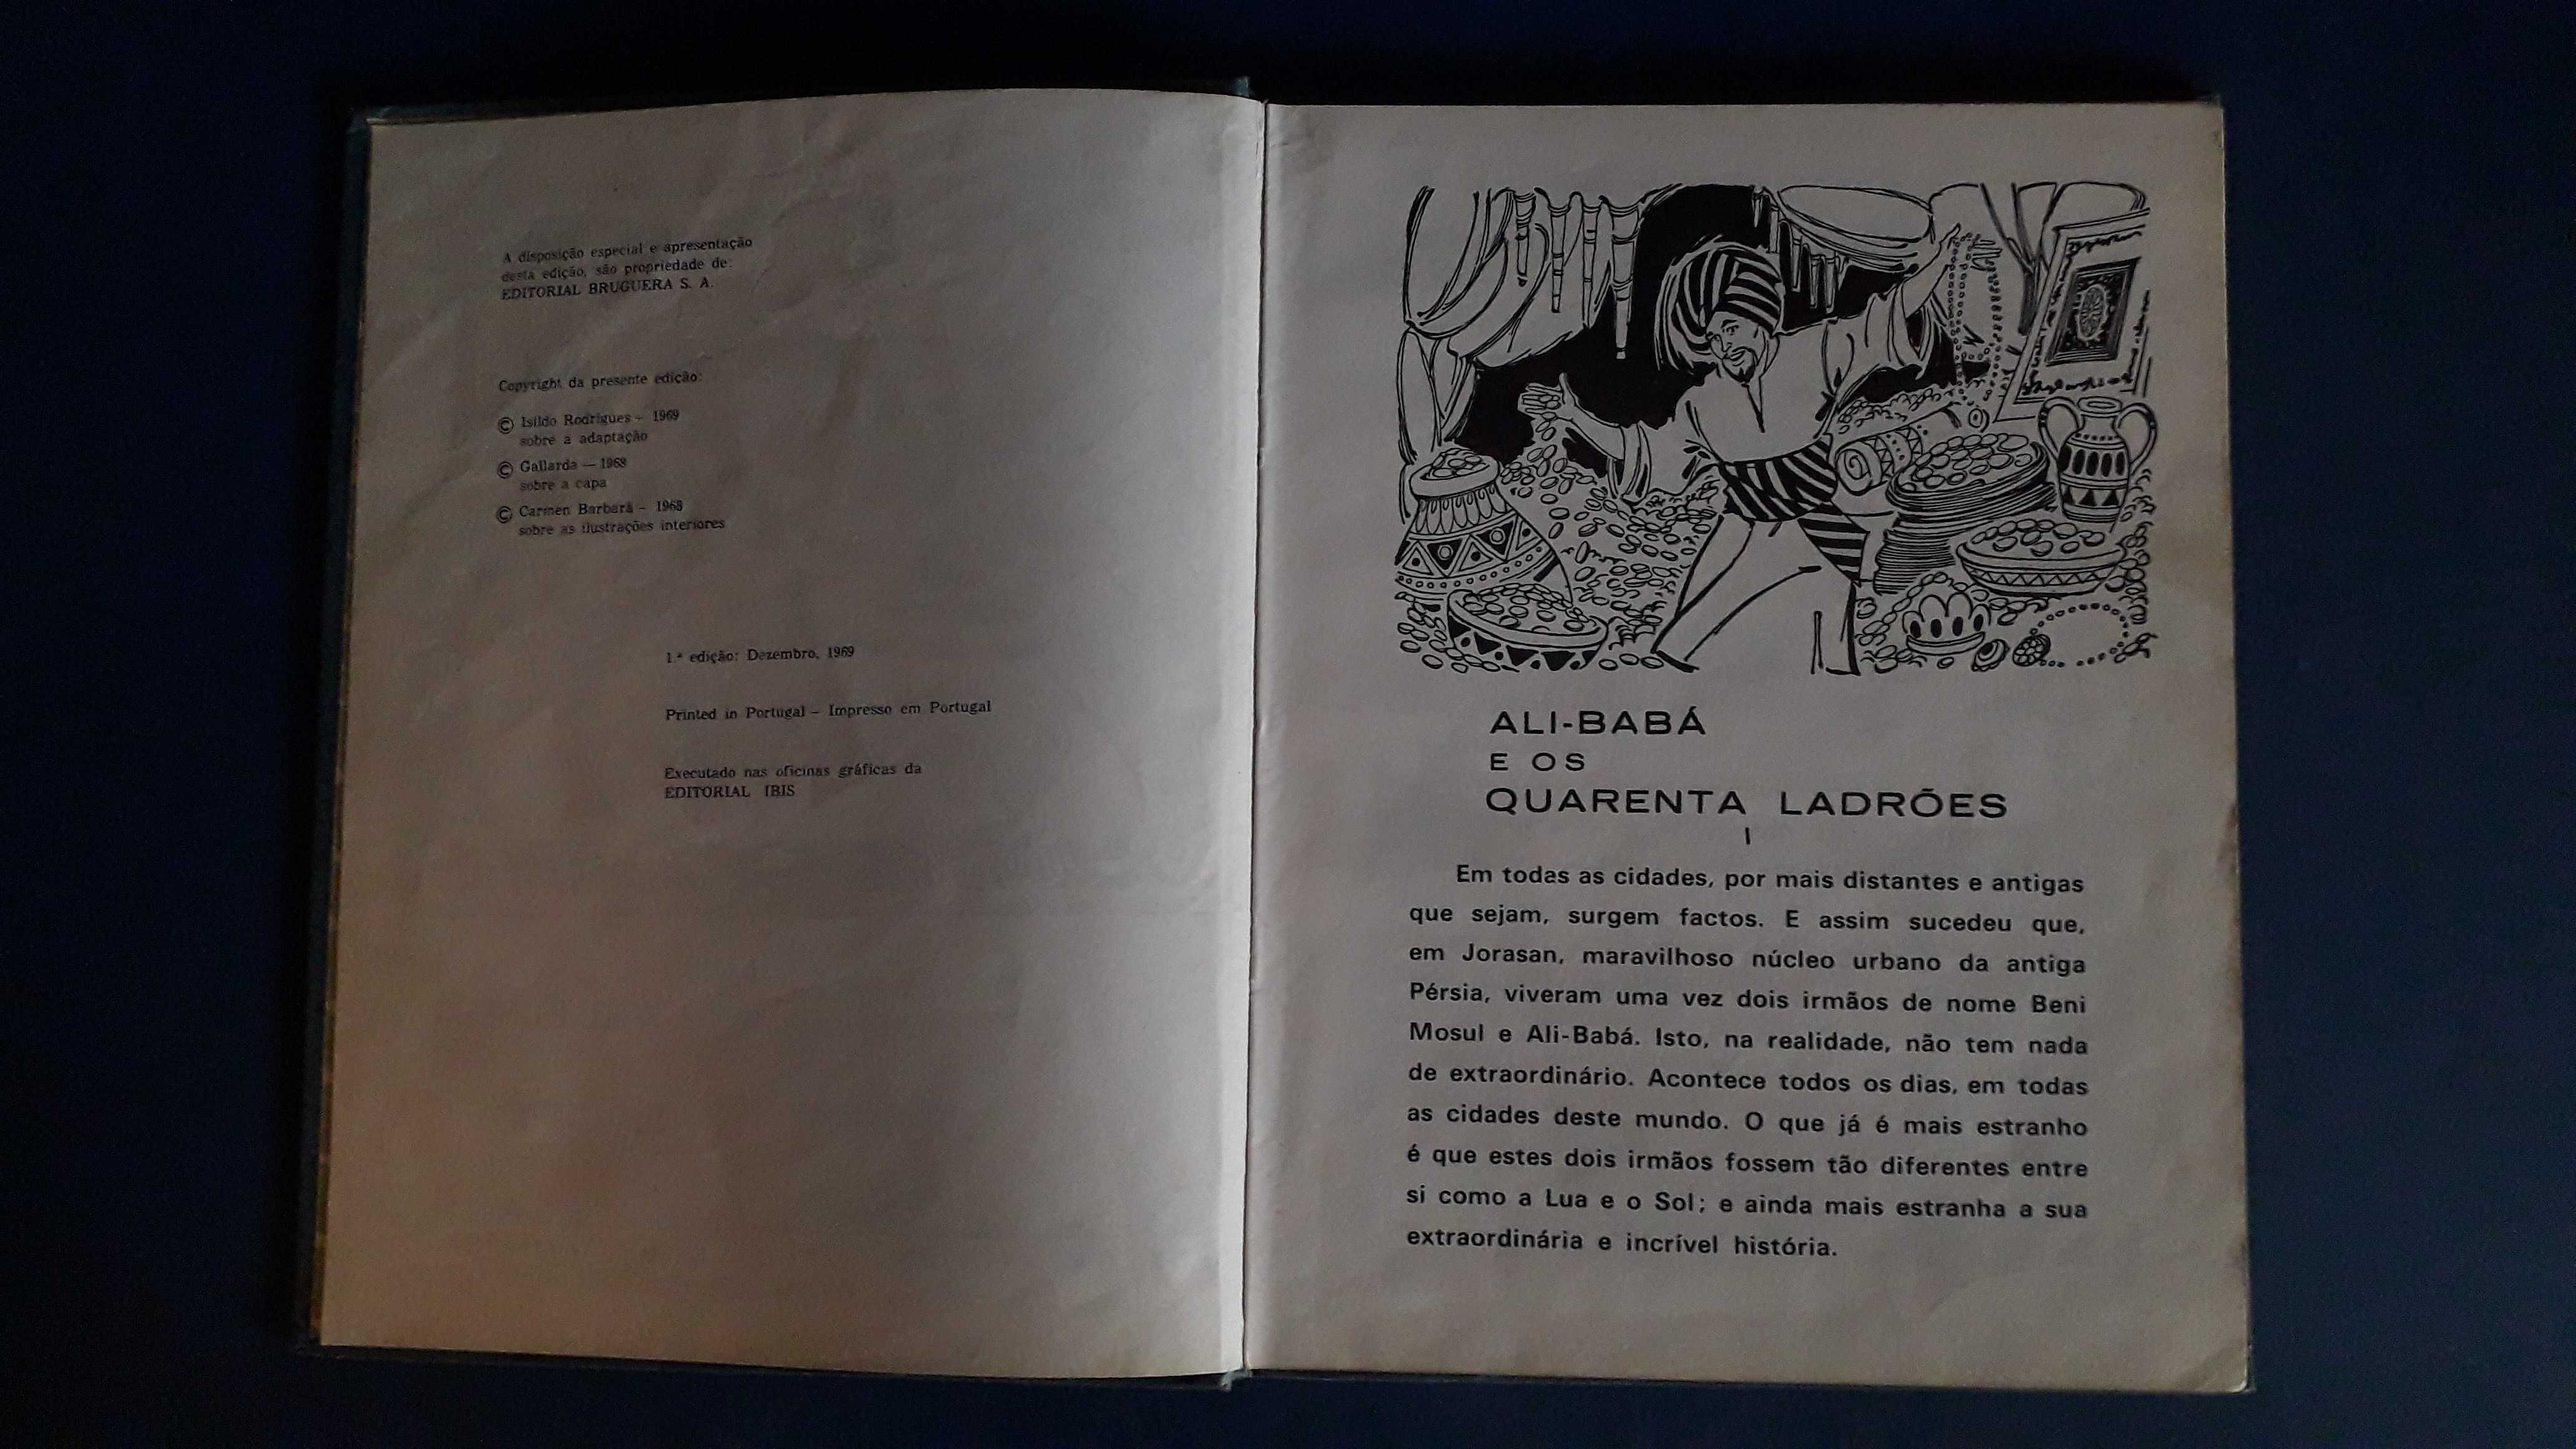 A disposição especial e apresentação
desta edição, são propriedade de:
EDITORIAL BRUGUERA S. A.
Copyright da presente edição:
© Isildo Rodrigues – 1969
sobre a adaptação
© Gallarda — 1968
sobre a capa
© Carmen Barbará – 1968
sobre as ilustrações interiores
1.ª edição: Dezembro, 1969
Printed in Portugal – Impresso em Portugal
Executado nas oficinas gráficas da
EDITORIAL IBIS
ALI-BABÁ
E OS
QUARENTA LADRÕES
I
Em todas as cidades, por mais distantes e antigas
que sejam, surgem factos. E assim sucedeu que,
em Jorasan, maravilhoso núcleo urbano da antiga
Pérsia, viveram uma vez dois irmãos de nome Beni
Mosul e Ali-Babá. Isto, na realidade, não tem nada
de extraordinário. Acontece todos os dias, em todas
as cidades deste mundo. O que já é mais estranho
é que estes dois irmãos fossem tão diferentes entre
si como a Lua e o Sol; e ainda mais estranha a sua
extraordinária e incrível história.